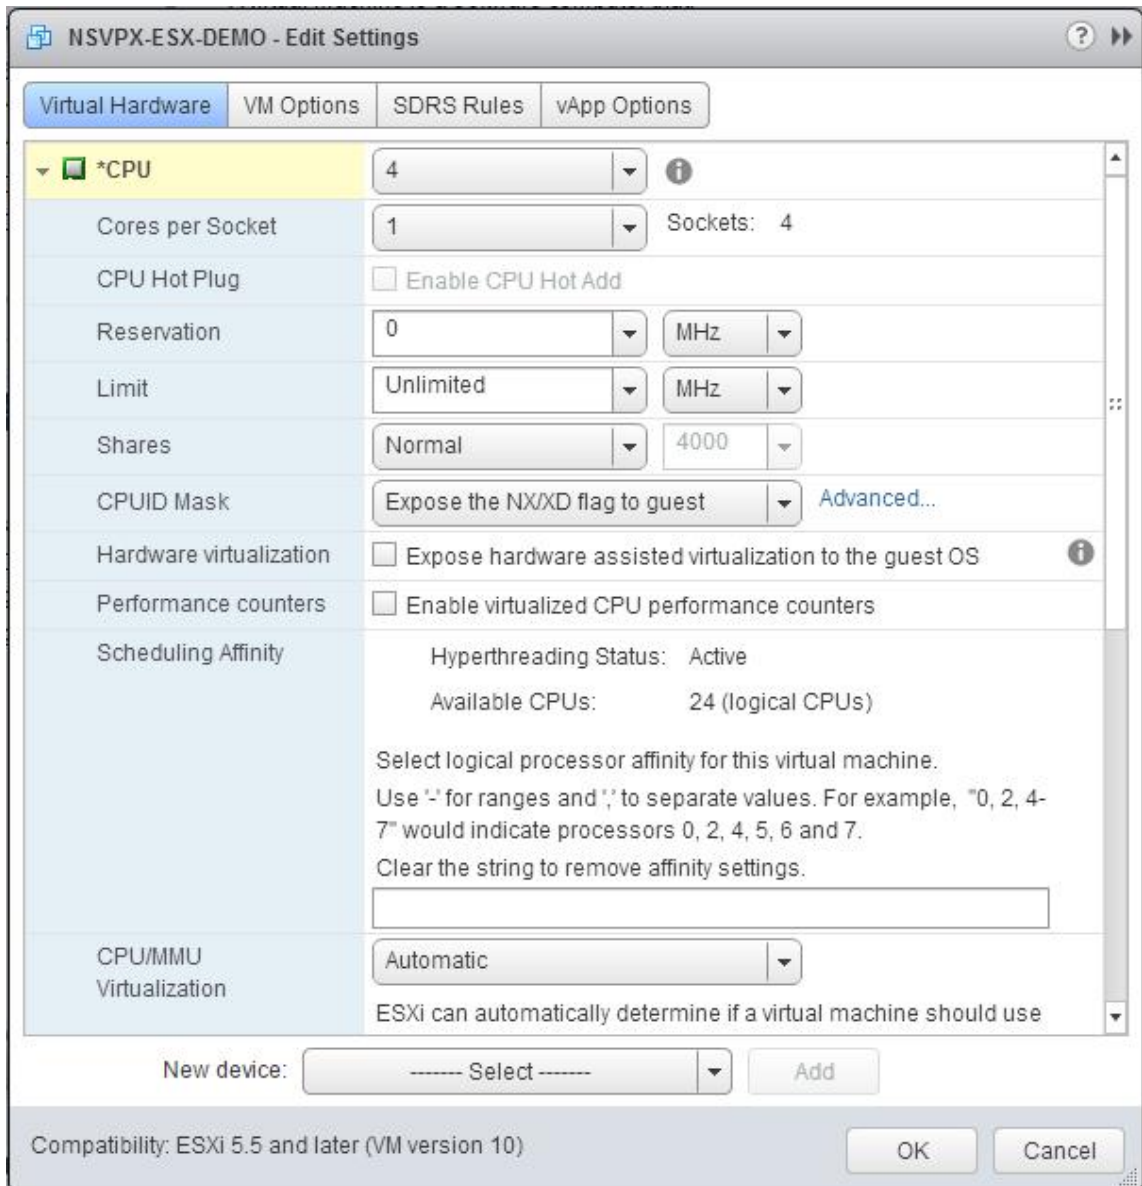 NSVPX-ESX-DEMO - Edit Settings
Virtual Hardware VM Options SDRS Rules vApp Options
*CPU 4
Cores per Socket 1 Sockets: 4
CPU Hot Plug Enable CPU Hot Add
Reservation 0 MHz
Limit Unlimited MHz
Shares Normal 4000
CPUID Mask Expose the NX/XD flag to guest Advanced...
Hardware virtualization Expose hardware assisted virtualization to the guest OS
Performance counters Enable virtualized CPU performance counters
Scheduling Affinity Hyperthreading Status: Active
Available CPUs: 24 (logical CPUs)
Select logical processor affinity for this virtual machine.
Use '-' for ranges and ',' to separate values. For example, "0, 2, 4-
7" would indicate processors 0, 2, 4, 5, 6 and 7.
Clear the string to remove affinity settings.
CPU/MMU Automatic
Virtualization
ESXi can automatically determine if a virtual machine should use
New device: ------- Select ------- Add
Compatibility: ESXi 5.5 and later (VM version 10) OK Cancel